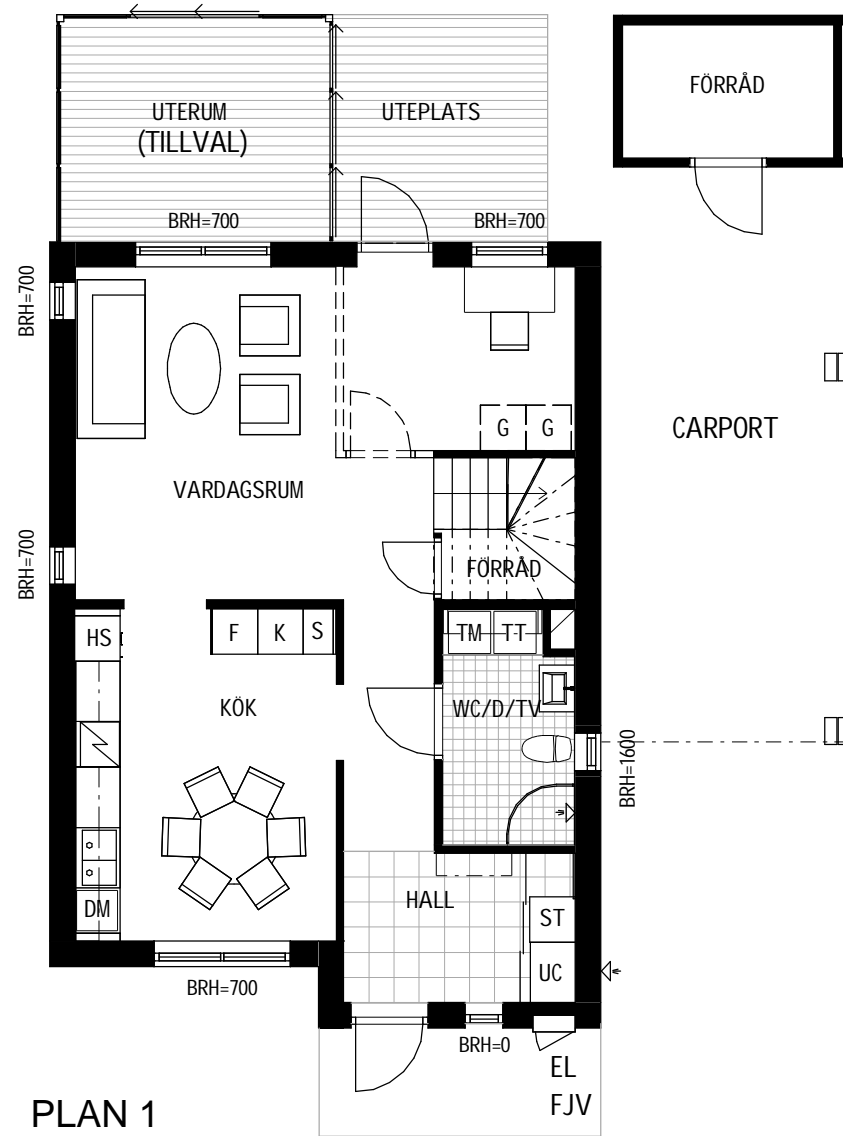 UTERUM
(TILLVAL)
UTEPLATS
FÖRRÅD
BRH=700
BRH=700
BRH=700
G
G
CARPORT
VARDAGSRUM
BRH=700
FÖRRÅD
HS
F
K
S
TM
TT
KÖK
WC/D/TV
BRH=1600
DM
HALL
ST
UC
BRH=700
BRH=0
EL
FJV
PLAN 1